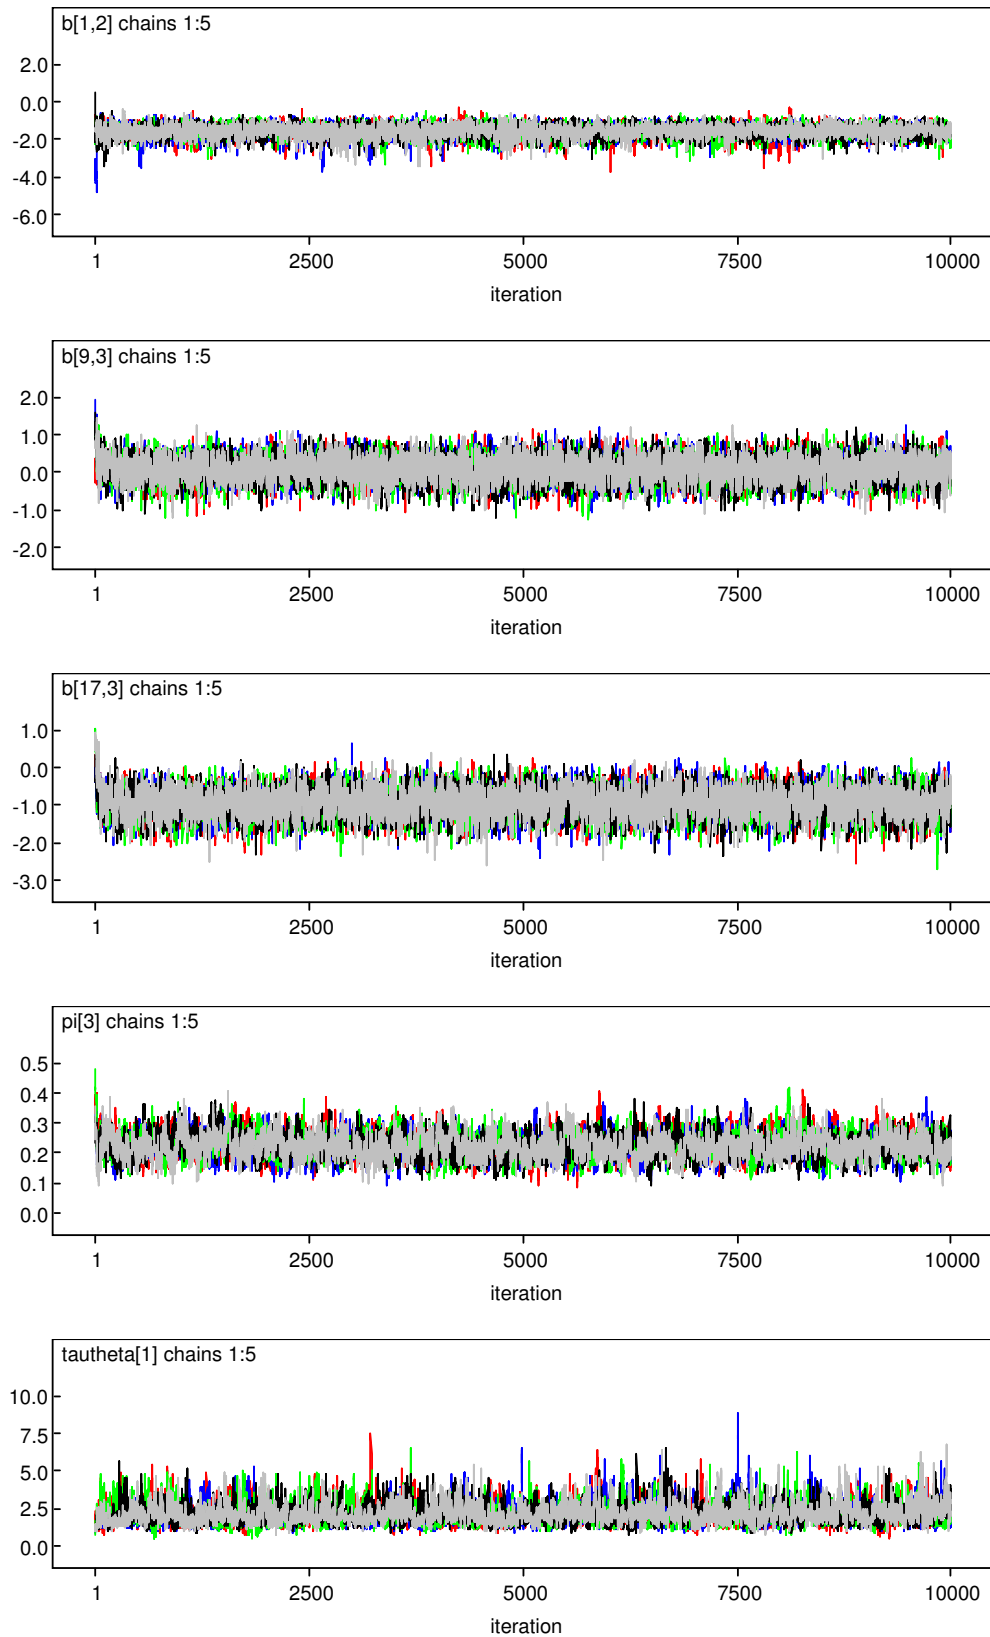 b[1,2] chains 1:5
2.0
0.0
-2.0
-4.0
-6.0
1 2500 5000 7500 10000
iteration
b[9,3] chains 1:5
2.0
1.0
0.0
-1.0
-2.0
1 2500 5000 7500 10000
iteration
b[17,3] chains 1:5
1.0
0.0
-1.0
-2.0
-3.0
1 2500 5000 7500 10000
iteration
pi[3] chains 1:5
0.5
0.4
0.3
0.2
0.1
0.0
1 2500 5000 7500 10000
iteration
tautheta[1] chains 1:5
10.0
7.5
5.0
2.5
0.0
1 2500 5000 7500 10000
iteration